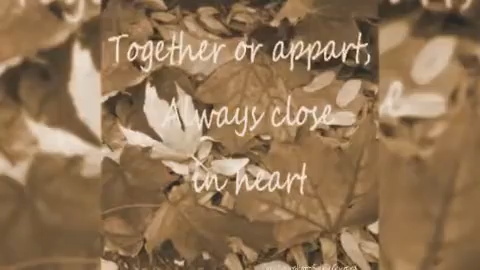 Together or appart,
Always close
in heart